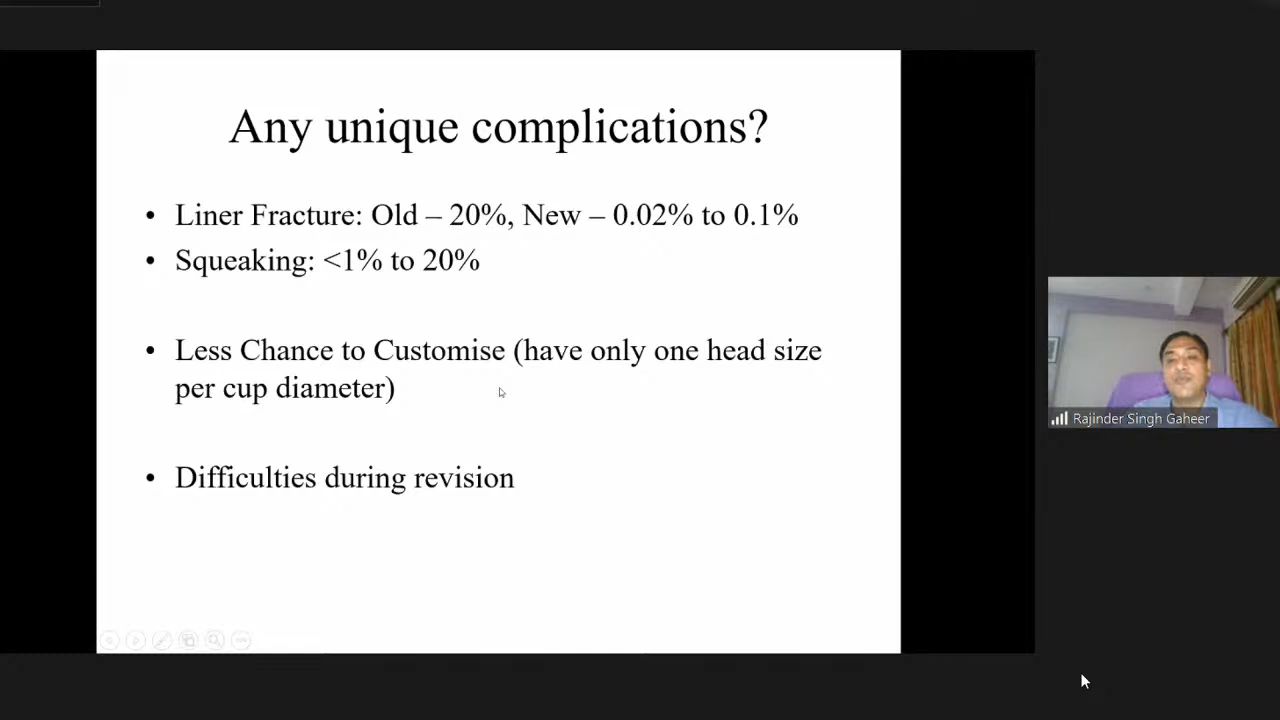 Any unique complications?
• Liner Fracture: Old – 20%, New – 0.02% to 0.1%
• Squeaking: <1% to 20%
• Less Chance to Customise (have only one head size
per cup diameter)
• Difficulties during revision
Rajinder Singh Gaheer